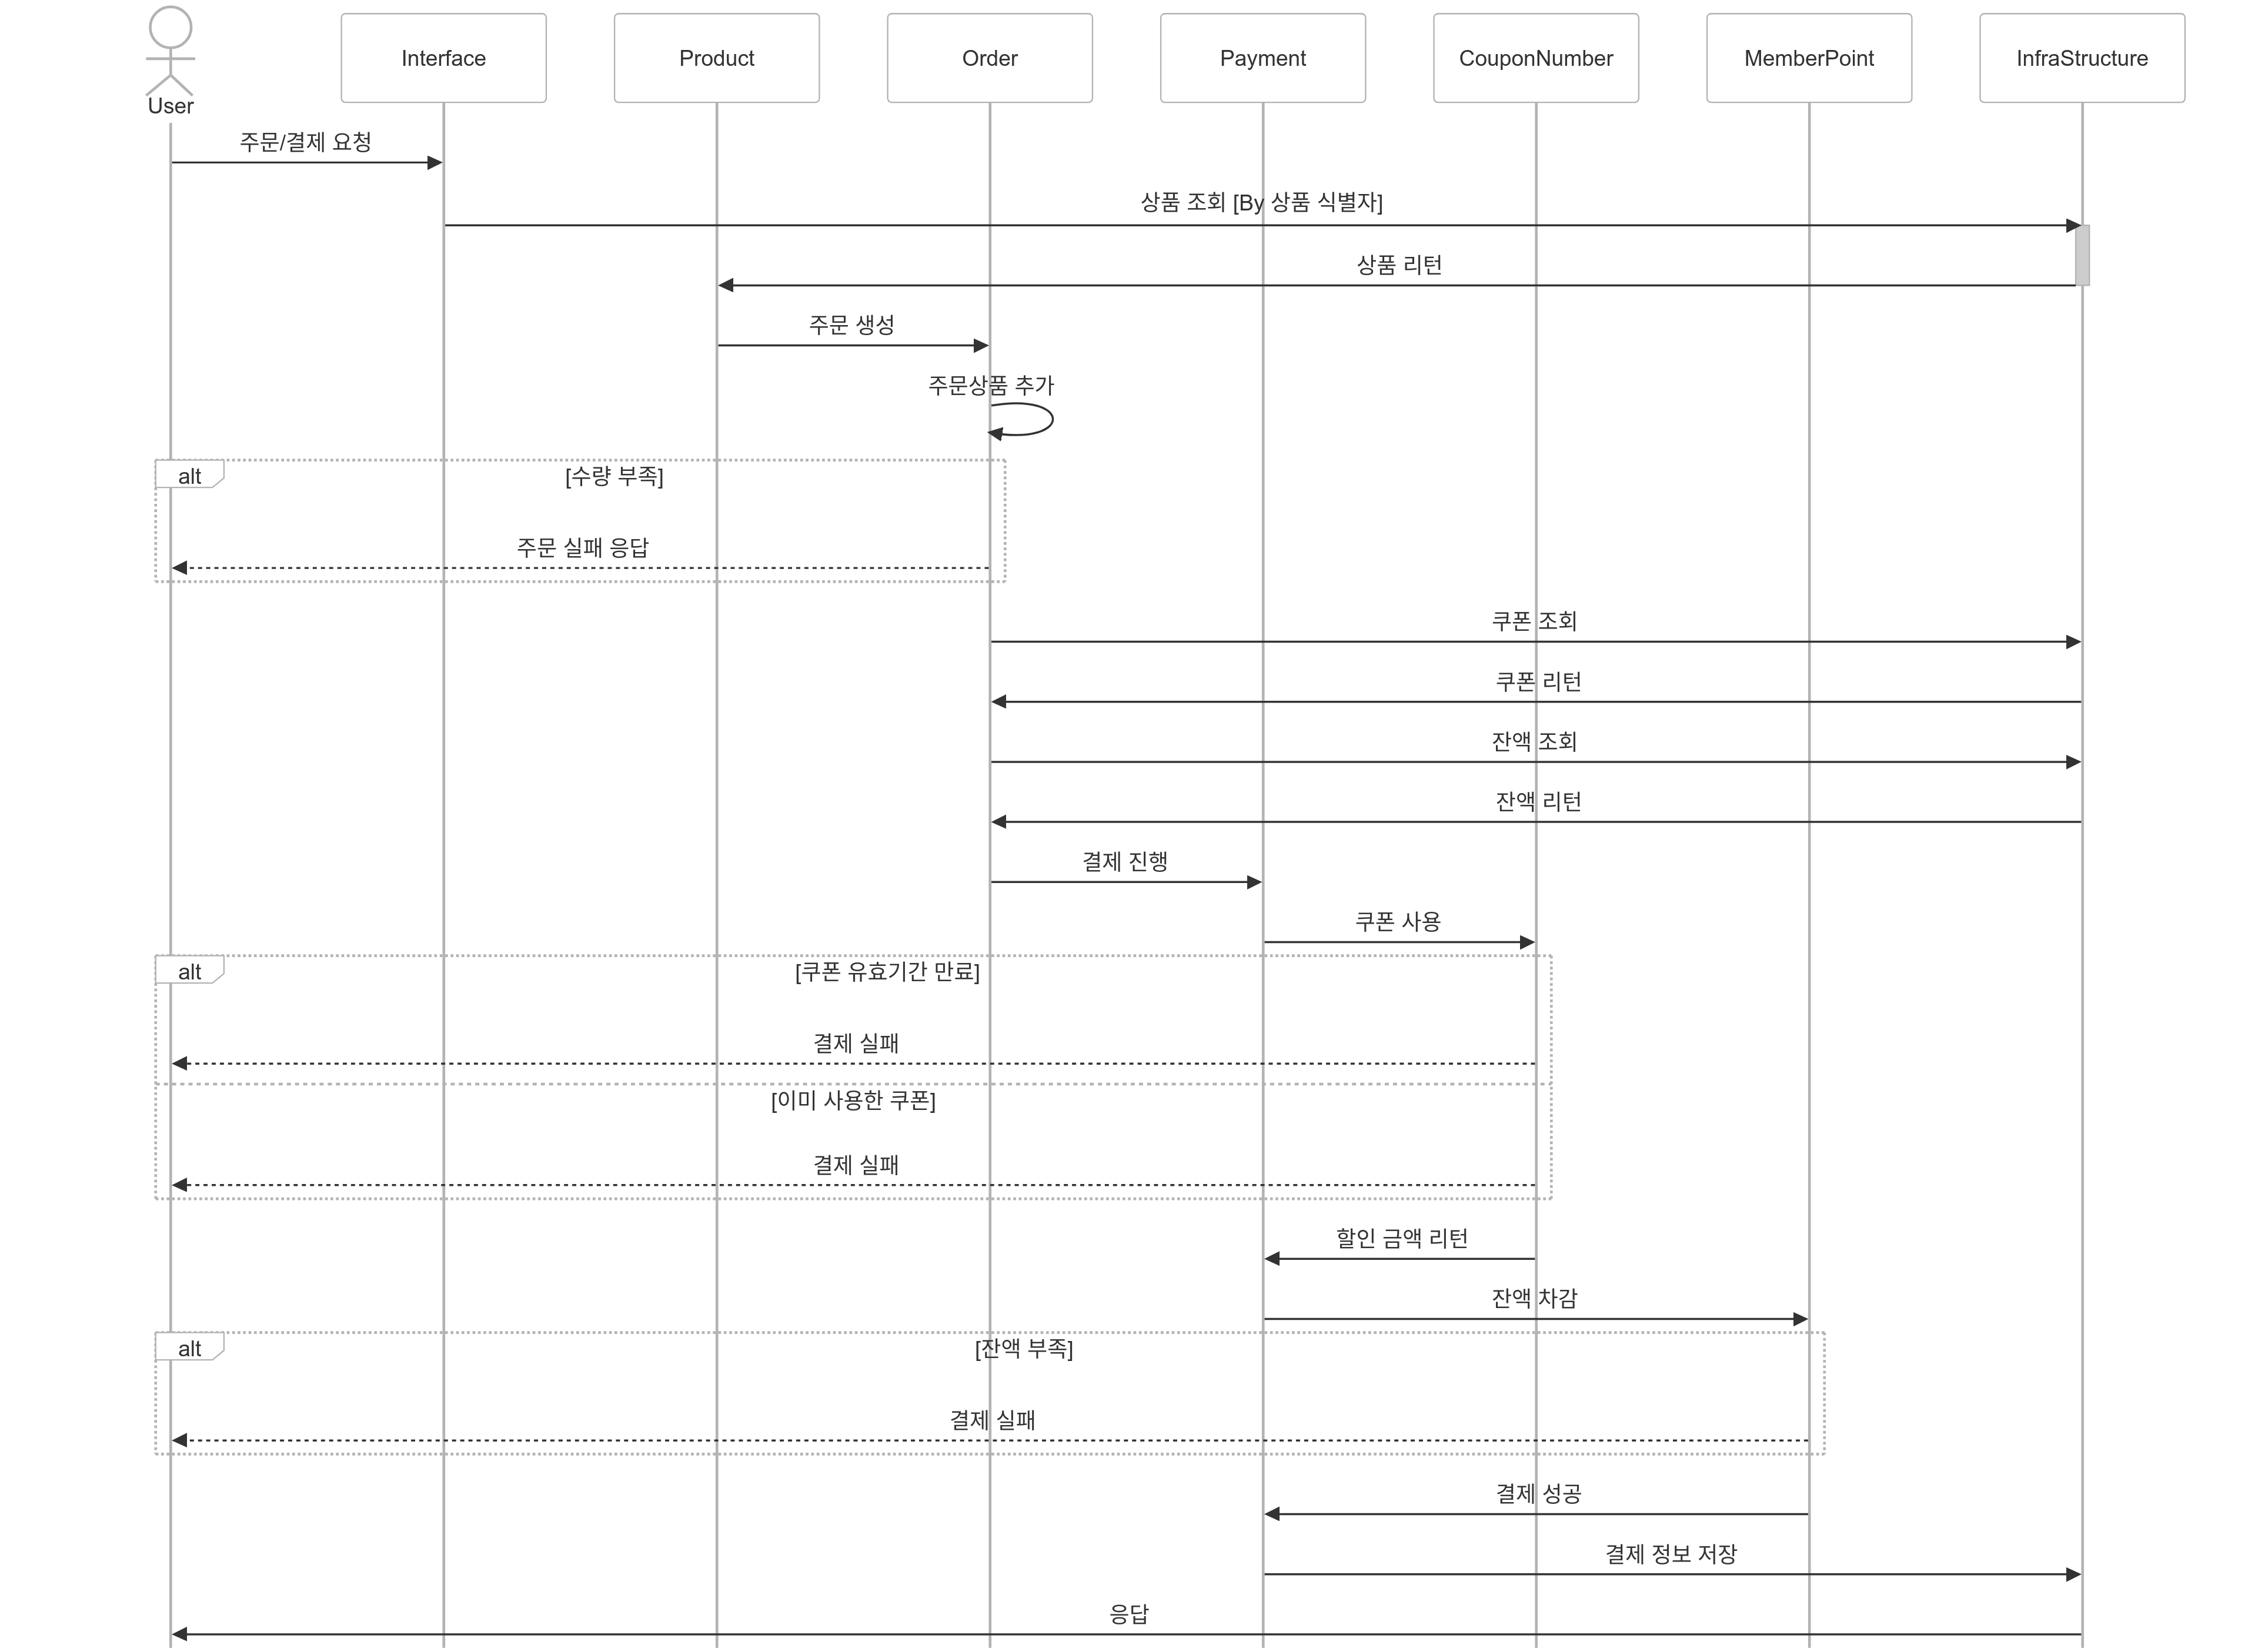 User
Interface
Product
Order
Payment
CouponNumber
MemberPoint
InfraStructure
주문/결제 요청
상품 조회 [By 상품 식별자]
상품 리턴
주문 생성
주문상품 추가
alt
[수량 부족]
주문 실패 응답
쿠폰 조회
쿠폰 리턴
잔액 조회
잔액 리턴
결제 진행
쿠폰 사용
alt
[쿠폰 유효기간 만료]
결제 실패
[이미 사용한 쿠폰]
결제 실패
할인 금액 리턴
잔액 차감
alt
[잔액 부족]
결제 실패
결제 성공
결제 정보 저장
응답